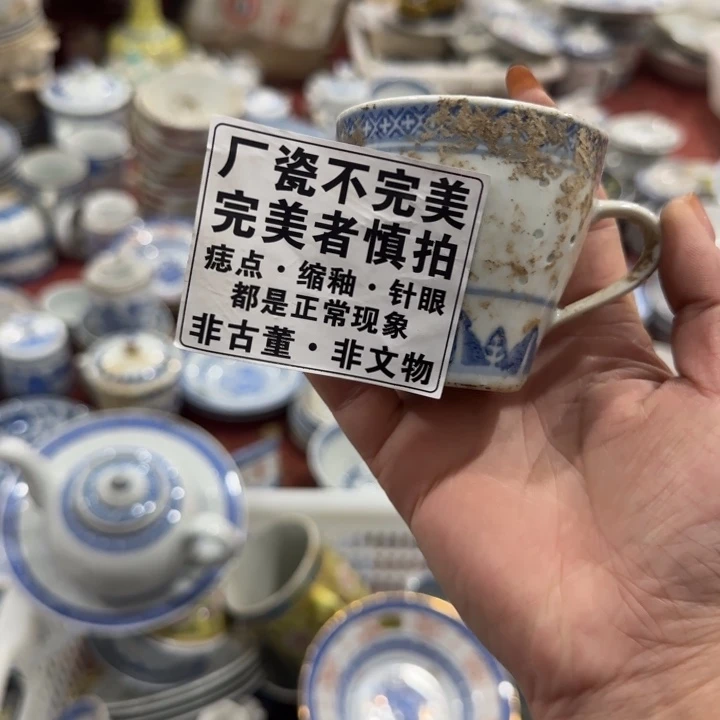 厂瓷不完美
完美者慎拍
痣点·缩釉·针眼
都是正常现象
非古董·非文物